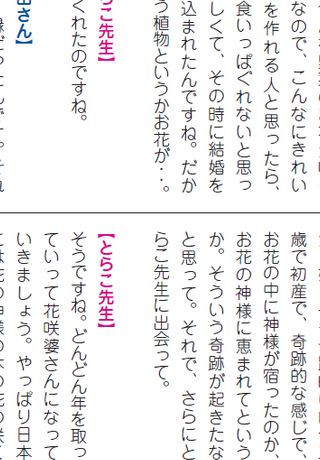 なので、こんなにきれい
を作れる人と思ったら、
食いっぱぐれないと思っ
しくて、その時に結婚を
込まれたんですね。だか
う植物というかお花が‥。
らこ先生】
くれたのですね。
田さん】
歳で初産で、奇跡的な感じで、
お花の中に神様が宿ったのか、
お花の神様に恵まれてという
か。そういう奇跡が起きたな
と思って。それで、さらにと
らこ先生に出会って。
【とらこ先生】
そうですね。どんどん年を取っ
ていって花咲婆さんになって
いきましょう。やっぱり日本